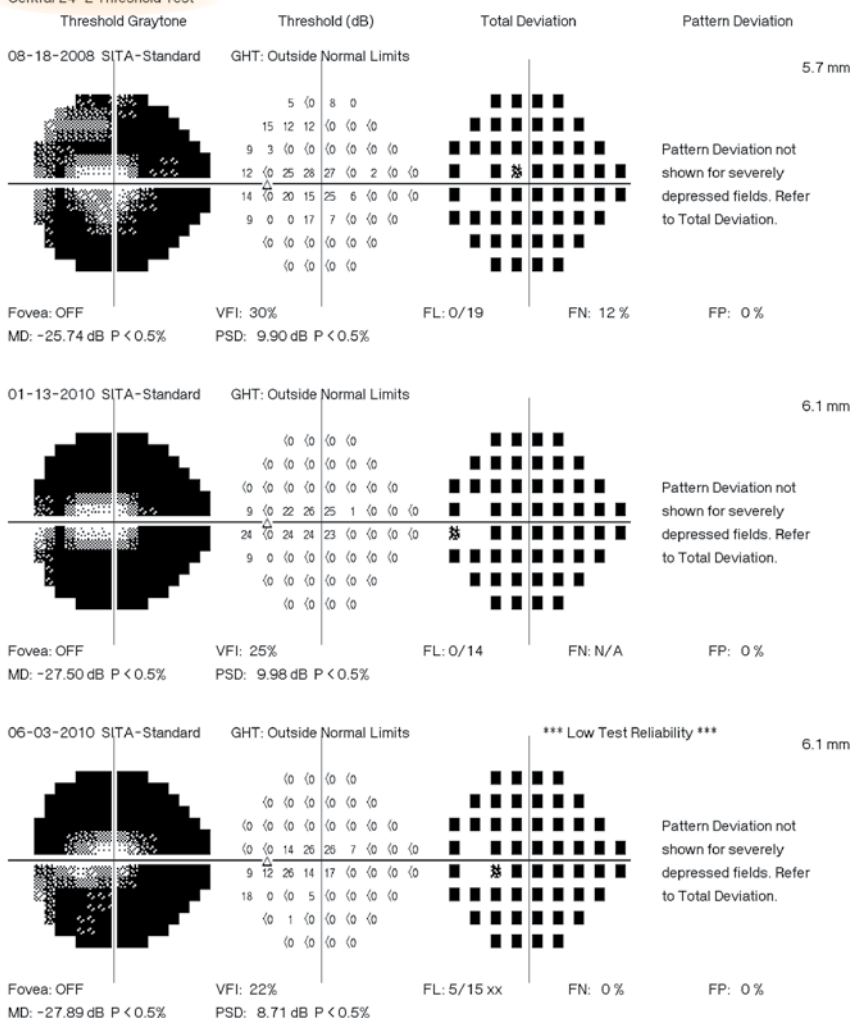 Central 24-2 Threshold Test
Threshold Graytone Threshold (dB) Total Deviation Pattern Deviation
08-18-2008 SITA-Standard GHT: Outside Normal Limits
5.7 mm
5 <0 8 0
15 12 12 <0 <0 <0
9 3 <0 <0 <0 <0 <0 <0
Pattern Deviation not
12 <0 25 28 27 <0 2 <0 <0
shown for severely
14 <0 20 15 25 6 <0 <0 <0
depressed fields. Refer
9 0 0 17 7 <0 <0 <0
to Total Deviation.
<0 <0 <0 <0 <0 <0
<0 <0 <0 <0
Fovea: OFF VFI: 30% FL: 0/19 FN: 12 % FP: 0 %
MD: -25.74 dB P < 0.5% PSD: 9.90 dB P < 0.5%
01-13-2010 SITA-Standard GHT: Outside Normal Limits
6.1 mm
<0 <0 <0 <0
<0 <0 <0 <0 <0 <0
<0 <0 <0 <0 <0 <0 <0 <0
Pattern Deviation not
9 <0 22 26 25 1 <0 <0 <0
shown for severely
24 <0 24 24 23 <0 <0 <0 <0
depressed fields. Refer
9 0 <0 <0 <0 <0 <0 <0
to Total Deviation.
<0 <0 <0 <0 <0 <0
<0 <0 <0 <0
Fovea: OFF VFI: 25% FL: 0/14 FN: N/A FP: 0 %
MD: -27.50 dB P < 0.5% PSD: 9.98 dB P < 0.5%
06-03-2010 SITA-Standard GHT: Outside Normal Limits *** Low Test Reliability ***
6.1 mm
<0 <0 <0 <0
<0 <0 <0 <0 <0 <0
<0 <0 <0 <0 <0 <0 <0 <0
Pattern Deviation not
<0 <0 14 26 26 7 <0 <0 <0
shown for severely
9 12 26 14 17 <0 <0 <0 <0
depressed fields. Refer
18 0 <0 5 <0 <0 <0 <0
to Total Deviation.
<0 1 <0 <0 <0 <0
<0 <0 <0 <0
Fovea: OFF VFI: 22% FL: 5/15 xx FN: 0 % FP: 0 %
MD: -27.89 dB P < 0.5% PSD: 8.71 dB P < 0.5%